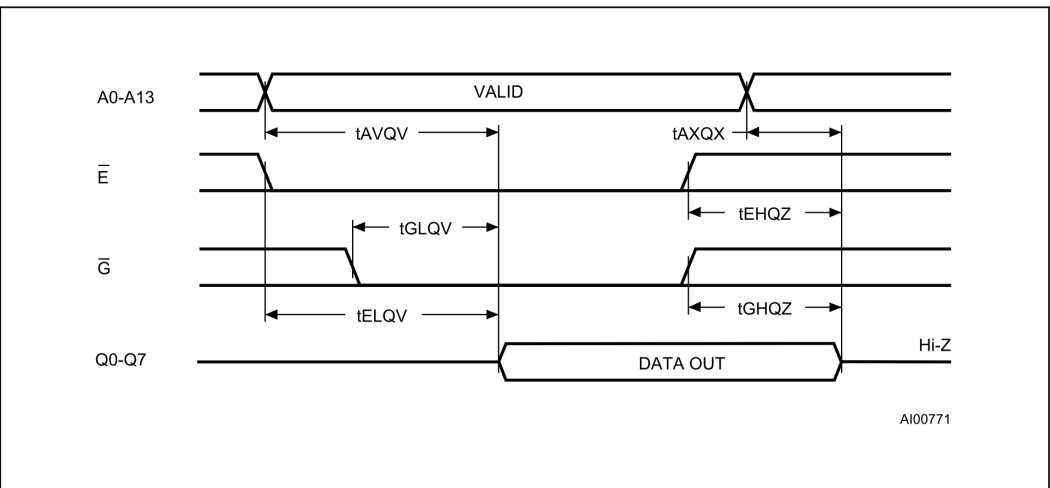 A0-A13
VALID
tAVQV
tAXQX
E̅
tEHQZ
tGLQV
G̅
tGHQZ
tELQV
Hi-Z
Q0-Q7
DATA OUT
AI00771